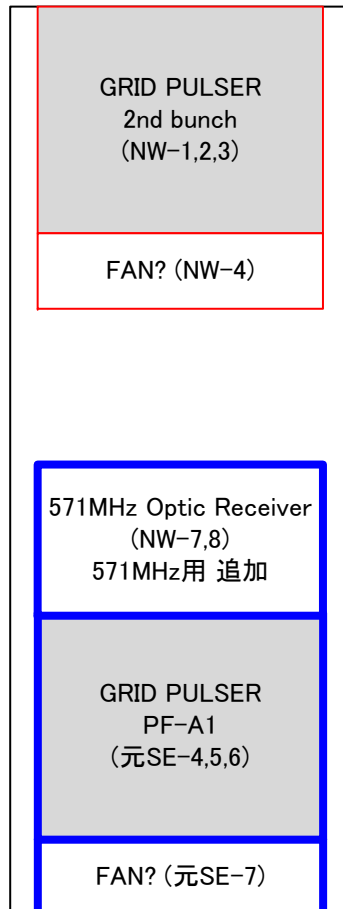 GRID PULSER
2nd bunch
(NW-1,2,3)
FAN? (NW-4)
571MHz Optic Receiver
(NW-7,8)
571MHz用 追加
GRID PULSER
PF-A1
(元SE-4,5,6)
FAN? (元SE-7)